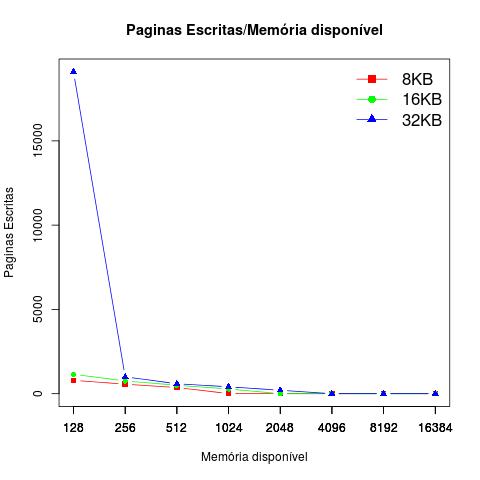 Paginas Escritas/Memória disponível
8KB
16KB
32KB
Paginas Escritas
15000
10000
5000
0
128 256 512 1024 2048 4096 8192 16384
Memória disponível